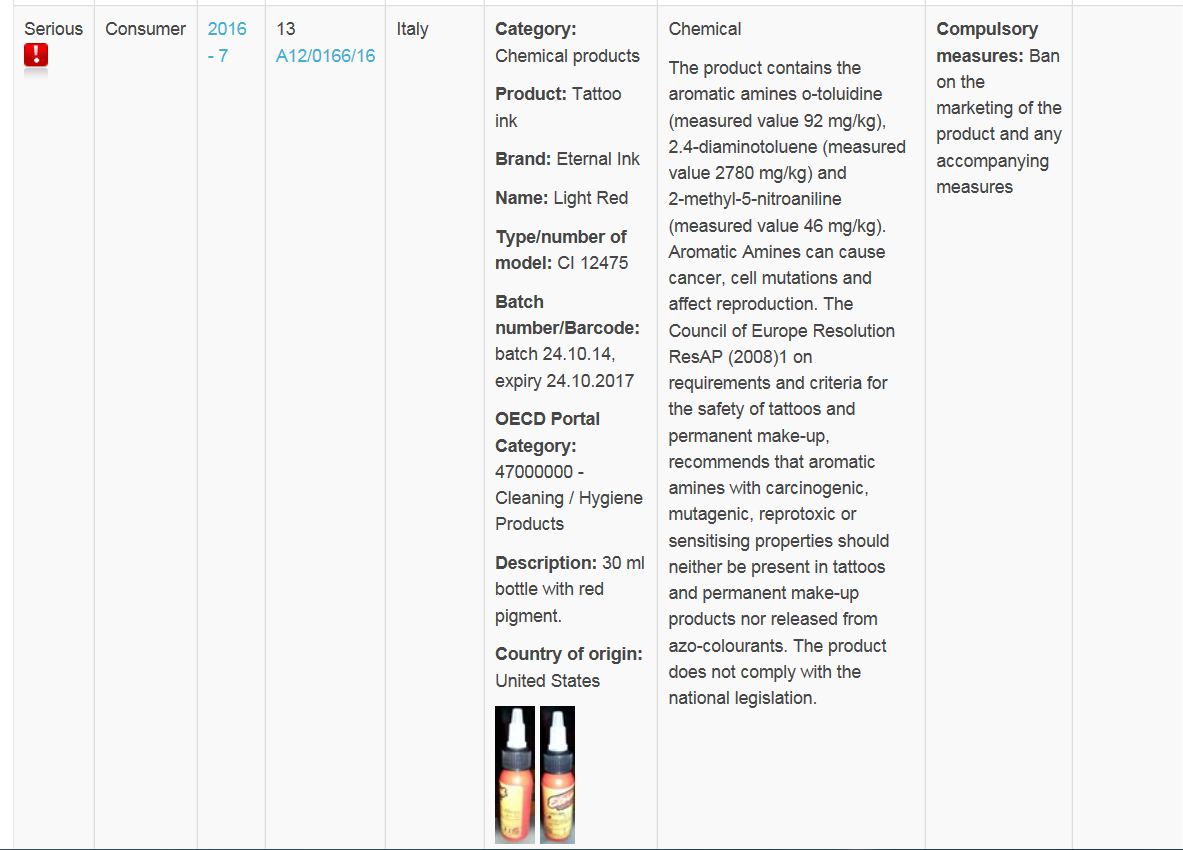 Serious
Consumer
2016
- 7
13
A12/0166/16
Italy
Category:
Chemical products
Product: Tattoo
ink
Brand: Eternal Ink
Name: Light Red
Type/number of
model: CI 12475
Batch
number/Barcode:
batch 24.10.14,
expiry 24.10.2017
OECD Portal
Category:
47000000 -
Cleaning / Hygiene
Products
Description: 30 ml
bottle with red
pigment.
Country of origin:
United States
Chemical
The product contains the
aromatic amines o-toluidine
(measured value 92 mg/kg),
2.4-diaminotoluene (measured
value 2780 mg/kg) and
2-methyl-5-nitroaniline
(measured value 46 mg/kg).
Aromatic Amines can cause
cancer, cell mutations and
affect reproduction. The
Council of Europe Resolution
ResAP (2008)1 on
requirements and criteria for
the safety of tattoos and
permanent make-up,
recommends that aromatic
amines with carcinogenic,
mutagenic, reprotoxic or
sensitising properties should
neither be present in tattoos
and permanent make-up
products nor released from
azo-colourants. The product
does not comply with the
national legislation.
Compulsory
measures: Ban
on the
marketing of the
product and any
accompanying
measures